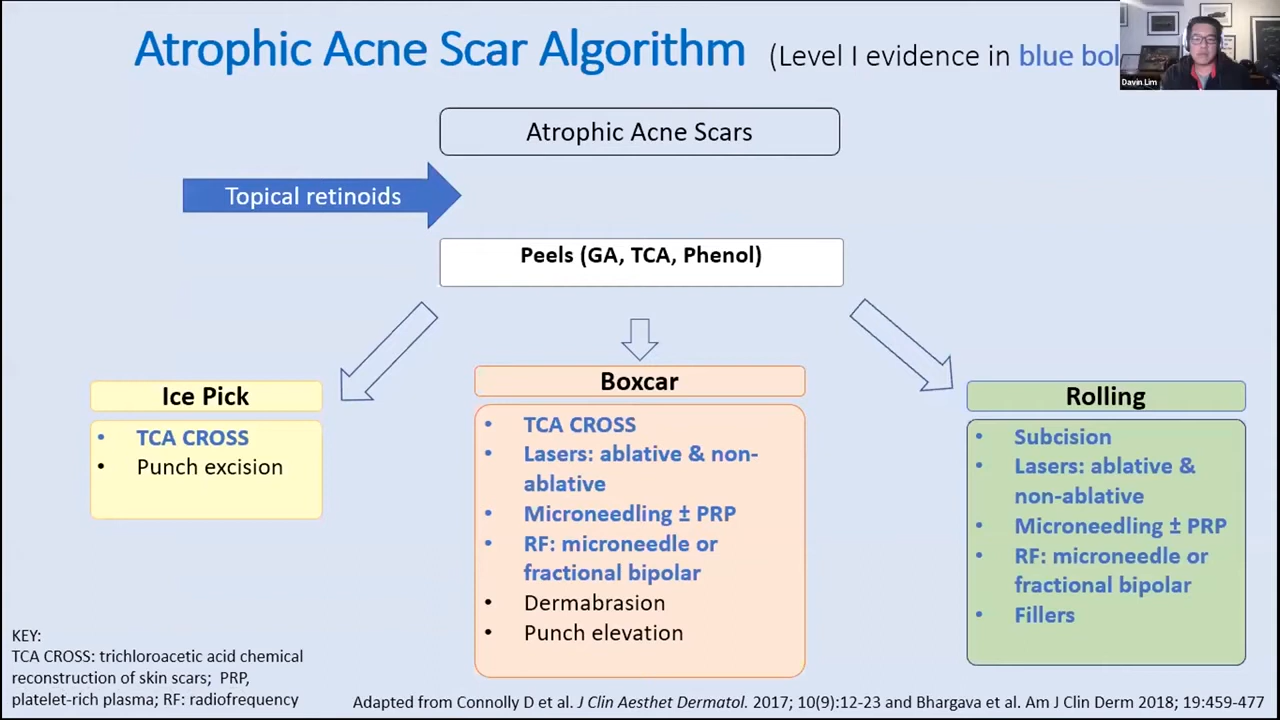 Atrophic Acne Scar Algorithm (Level I evidence in blue bol
Davin Lim
Atrophic Acne Scars
Topical retinoids
Peels (GA, TCA, Phenol)
Ice Pick
• TCA CROSS
• Punch excision
Boxcar
• TCA CROSS
• Lasers: ablative & non-
ablative
• Microneedling ± PRP
• RF: microneedle or
fractional bipolar
• Dermabrasion
• Punch elevation
Rolling
• Subcision
• Lasers: ablative &
non-ablative
• Microneedling ± PRP
• RF: microneedle or
fractional bipolar
• Fillers
KEY:
TCA CROSS: trichloroacetic acid chemical
reconstruction of skin scars; PRP,
platelet-rich plasma; RF: radiofrequency
Adapted from Connolly D et al. J Clin Aesthet Dermatol. 2017; 10(9):12-23 and Bhargava et al. Am J Clin Derm 2018; 19:459-477